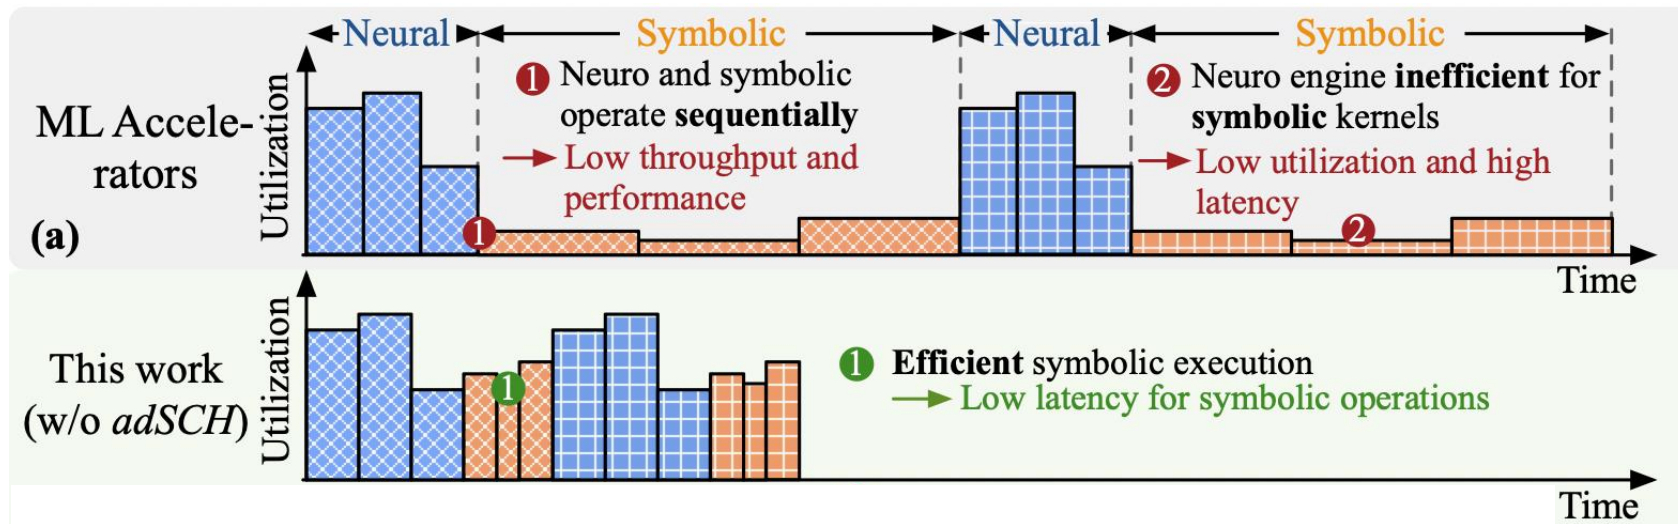 Neural
Symbolic
Neural
Symbolic
ML Accele-
rators
(a)
Utilization
1 Neuro and symbolic
operate sequentially
Low throughput and
performance
2 Neuro engine inefficient for
symbolic kernels
Low utilization and high
latency
1
2
Time
This work
(w/o adSCH)
Utilization
1
1 Efficient symbolic execution
Low latency for symbolic operations
Time